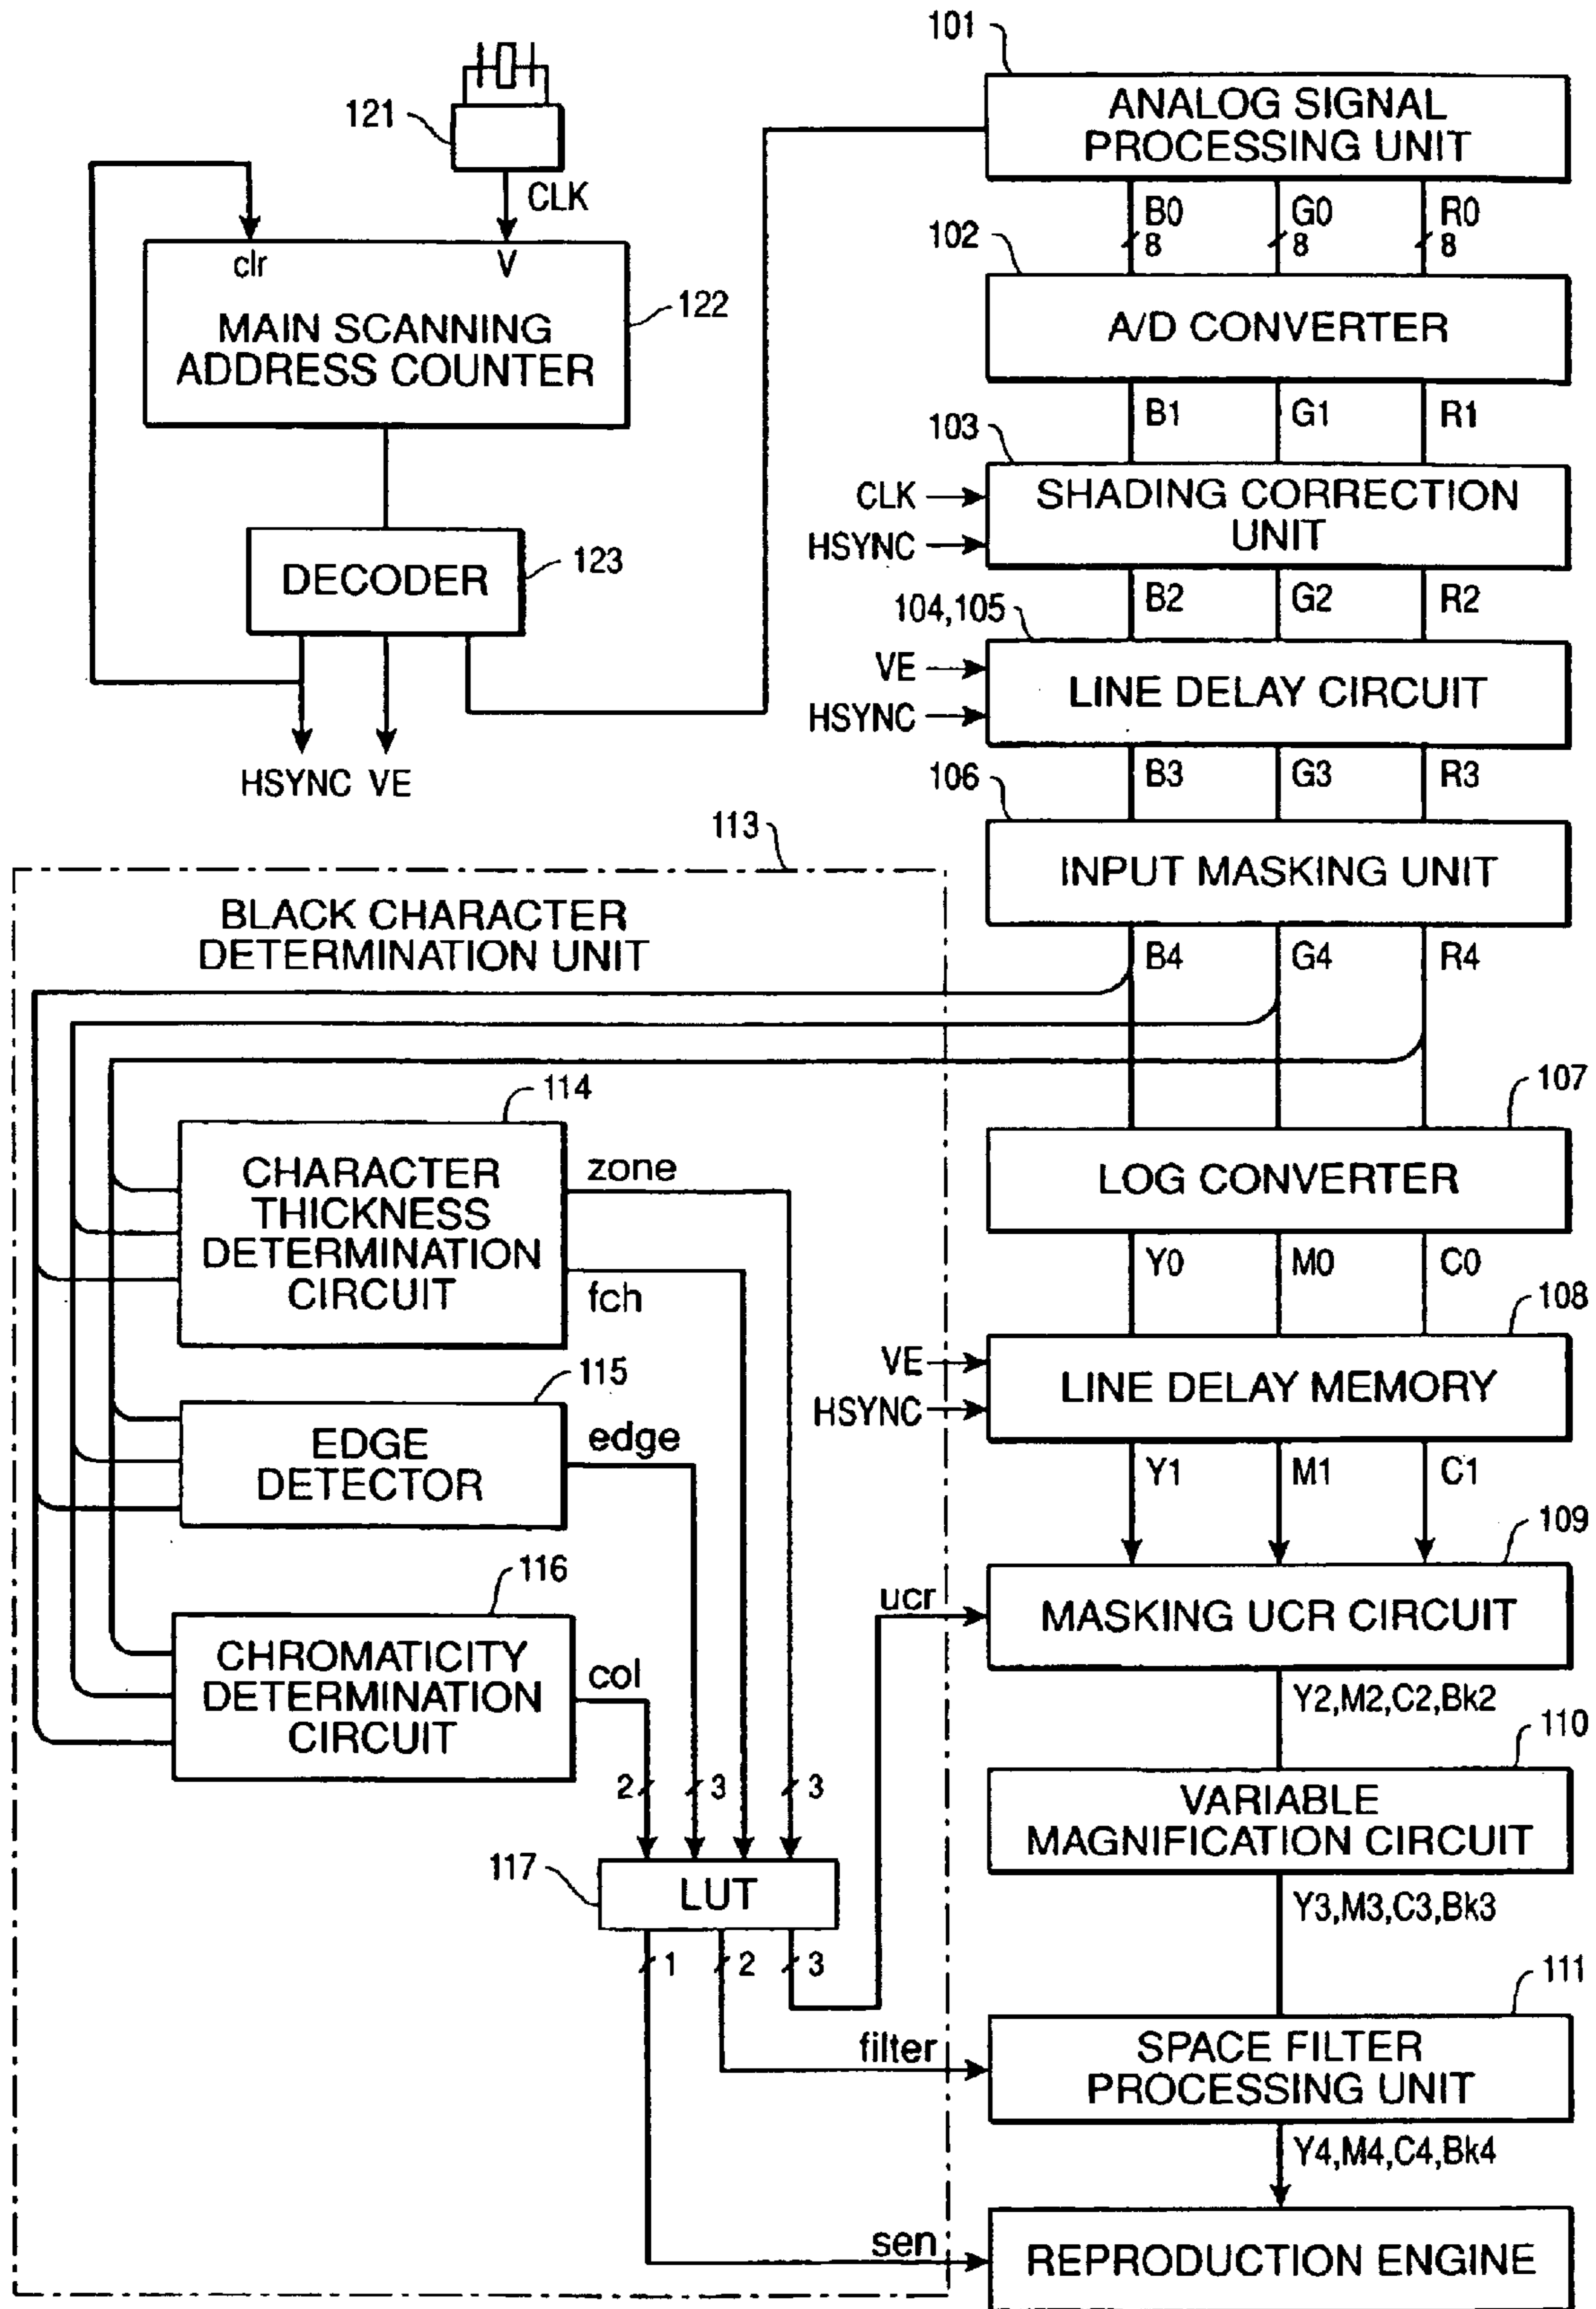 101
ANALOG SIGNAL
PROCESSING UNIT
121
CLK
B0 G0 R0
8 8 8
102
clr V
MAIN SCANNING
ADDRESS COUNTER
122
A/D CONVERTER
B1 G1 R1
103
CLK
HSYNC
SHADING CORRECTION
UNIT
DECODER
123
B2 G2 R2
104,105
VE
HSYNC
LINE DELAY CIRCUIT
HSYNC VE
B3 G3 R3
106
INPUT MASKING UNIT
113
BLACK CHARACTER
DETERMINATION UNIT
B4 G4 R4
107
LOG CONVERTER
114
CHARACTER
THICKNESS
DETERMINATION
CIRCUIT
zone
fch
Y0 M0 C0
108
VE
HSYNC
LINE DELAY MEMORY
115
EDGE
DETECTOR
edge
Y1 M1 C1
109
116
CHROMATICITY
DETERMINATION
CIRCUIT
col
ucr
MASKING UCR CIRCUIT
Y2,M2,C2,Bk2
110
2 3 3
VARIABLE
MAGNIFICATION CIRCUIT
117
LUT
Y3,M3,C3,Bk3
1 2 3
111
filter
SPACE FILTER
PROCESSING UNIT
Y4,M4,C4,Bk4
sen
REPRODUCTION ENGINE